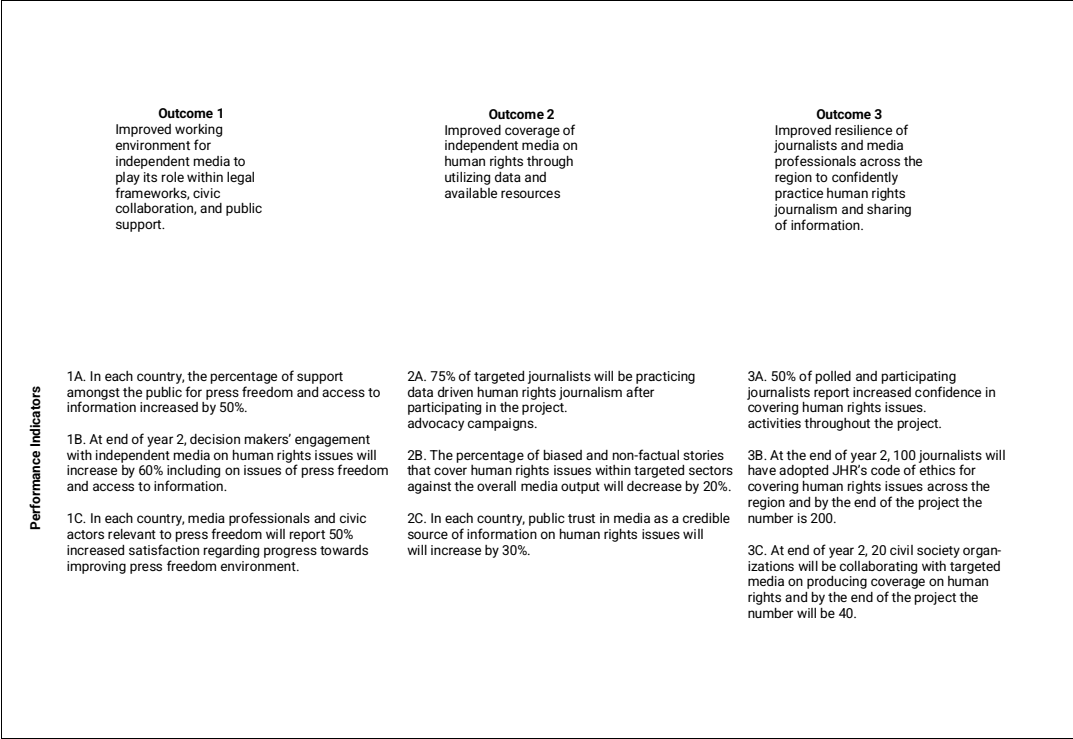 Outcome 1
Improved working
environment for
independent media to
play its role within legal
frameworks, civic
collaboration, and public
support.
Outcome 2
Improved coverage of
independent media on
human rights through
utilizing data and
available resources
Outcome 3
Improved resilience of
journalists and media
professionals across the
region to confidently
practice human rights
journalism and sharing
of information.
Performance Indicators
1A. In each country, the percentage of support
amongst the public for press freedom and access to
information increased by 50%.
1B. At end of year 2, decision makers’ engagement
with independent media on human rights issues will
increase by 60% including on issues of press freedom
and access to information.
1C. In each country, media professionals and civic
actors relevant to press freedom will report 50%
increased satisfaction regarding progress towards
improving press freedom environment.
2A. 75% of targeted journalists will be practicing
data driven human rights journalism after
participating in the project.
advocacy campaigns.
2B. The percentage of biased and non-factual stories
that cover human rights issues within targeted sectors
against the overall media output will decrease by 20%.
2C. In each country, public trust in media as a credible
source of information on human rights issues will
will increase by 30%.
3A. 50% of polled and participating
journalists report increased confidence in
covering human rights issues.
activities throughout the project.
3B. At the end of year 2, 100 journalists will
have adopted JHR’s code of ethics for
covering human rights issues across the
region and by the end of the project the
number is 200.
3C. At end of year 2, 20 civil society organ-
izations will be collaborating with targeted
media on producing coverage on human
rights and by the end of the project the
number will be 40.